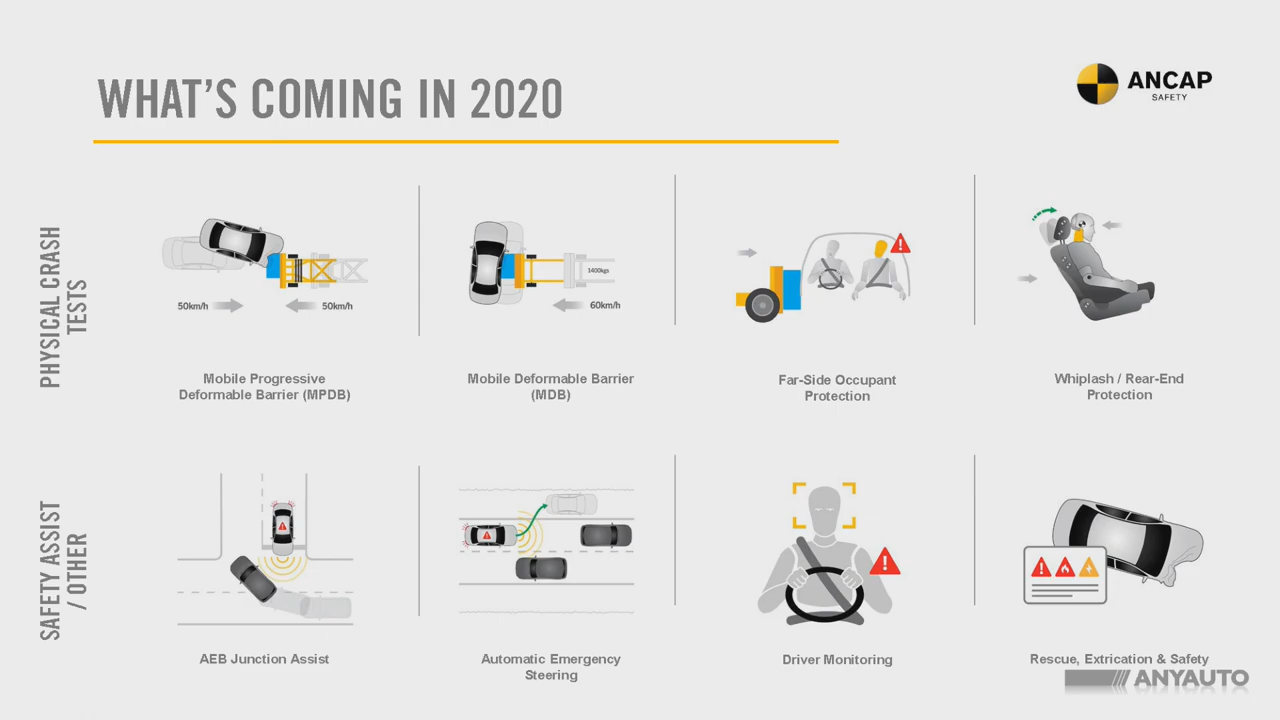 WHAT'S COMING IN 2020
ANCAP
SAFETY
PHYSICAL CRASH
TESTS
50km/h
50km/h
Mobile Progressive
Deformable Barrier (MPDB)
1400kgs
60km/h
Mobile Deformable Barrier
(MDB)
Far-Side Occupant
Protection
Whiplash / Rear-End
Protection
SAFETY ASSIST
/ OTHER
AEB Junction Assist
Automatic Emergency
Steering
Driver Monitoring
Rescue, Extrication & Safety
ANYAUTO